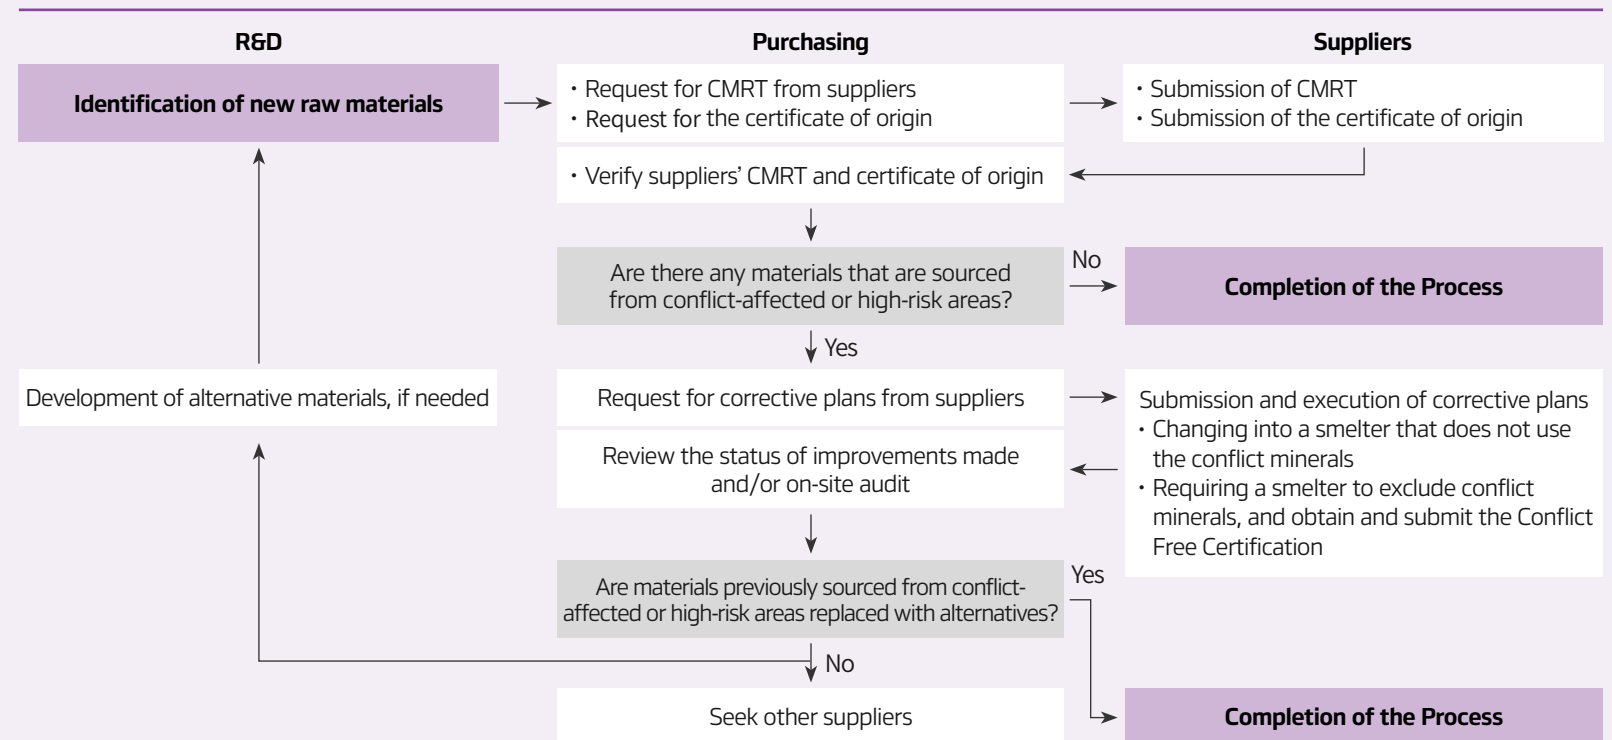 R&D
Purchasing
Suppliers
Identification of new raw materials
· Request for CMRT from suppliers
· Request for the certificate of origin
· Submission of CMRT
· Submission of the certificate of origin
· Verify suppliers’ CMRT and certificate of origin
Are there any materials that are sourced
from conflict-affected or high-risk areas?
No
Completion of the Process
Yes
Development of alternative materials, if needed
Request for corrective plans from suppliers
Review the status of improvements made
and/or on-site audit
Submission and execution of corrective plans
· Changing into a smelter that does not use
the conflict minerals
· Requiring a smelter to exclude conflict
minerals, and obtain and submit the Conflict
Free Certification
Are materials previously sourced from conflict-
affected or high-risk areas replaced with alternatives?
Yes
No
Seek other suppliers
Completion of the Process